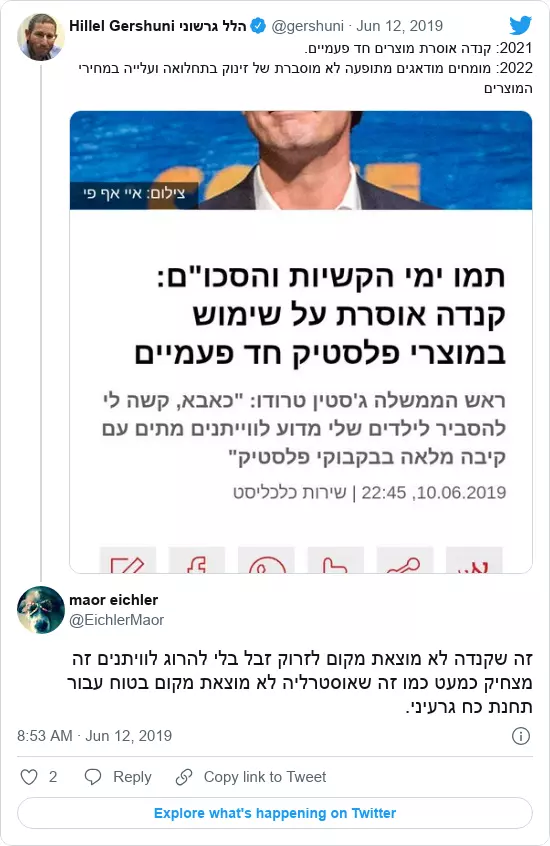 Hillel Gershuni הלל גרשוני @gershuni · Jun 12, 2019
2021: קנדה אוסרת מוצרים חד פעמיים.
2022: מומחים מודאגים מתופעה לא מוסברת של זינוק בתחלואה ועלייה במחירי
המוצרים
צילום: איי אף פי
תמו ימי הקשיות והסכו"ם:
קנדה אוסרת על שימוש
במוצרי פלסטיק חד פעמיים
ראש הממשלה ג'סטין טרודו: "כאבא, קשה לי
להסביר לילדים שלי מדוע לווייתנים מתים עם
קיבה מלאה בבקבוקי פלסטיק"
10.06.2019, 22:45 | שירות כלכליסט
maor eichler
@EichlerMaor
זה שקנדה לא מוצאת מקום לזרוק זבל בלי להרוג לוויתנים זה
מצחיק כמעט כמו זה שאוסטרליה לא מוצאת מקום בטוח עבור
תחנת כח גרעיני.
8:53 AM · Jun 12, 2019
2 Reply Copy link to Tweet
Explore what's happening on Twitter